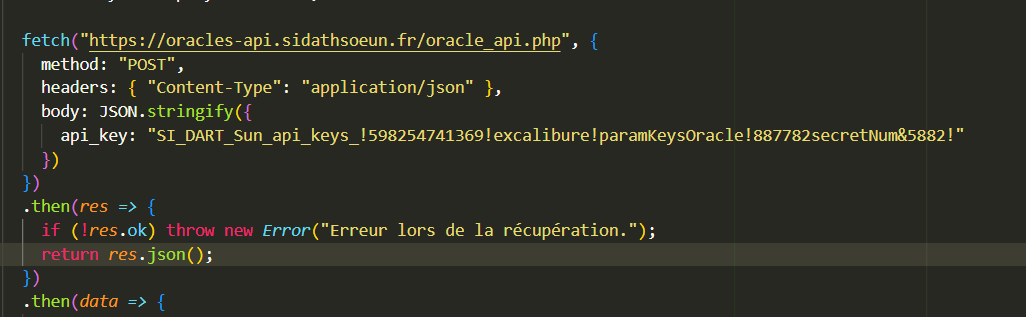 fetch("https://oracles-api.sidathsoeun.fr/oracle_api.php", {
method: "POST",
headers: { "Content-Type": "application/json" },
body: JSON.stringify({
api_key: "SI_DART_Sun_api_keys_!598254741369!excalibure!paramKeysOracle!887782secretNum&5882!"
})
})
.then(res => {
if (!res.ok) throw new Error("Erreur lors de la récupération.");
return res.json();
})
.then(data => {